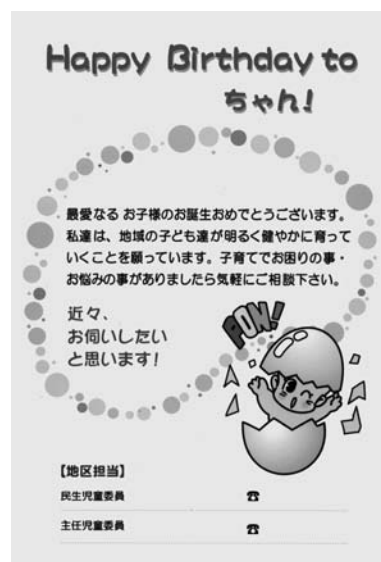 Happy Birthday to
ちゃん!
最愛なる お子様のお誕生おめでとうございます。
私達は、地域の子ども達が明るく健やかに育って
いくことを願っています。子育てでお困りの事・
お悩みの事がありましたら気軽にご相談下さい。
近々、
お伺いしたい
と思います!
PON!
【地区担当】
民生児童委員 ☎
主任児童委員 ☎